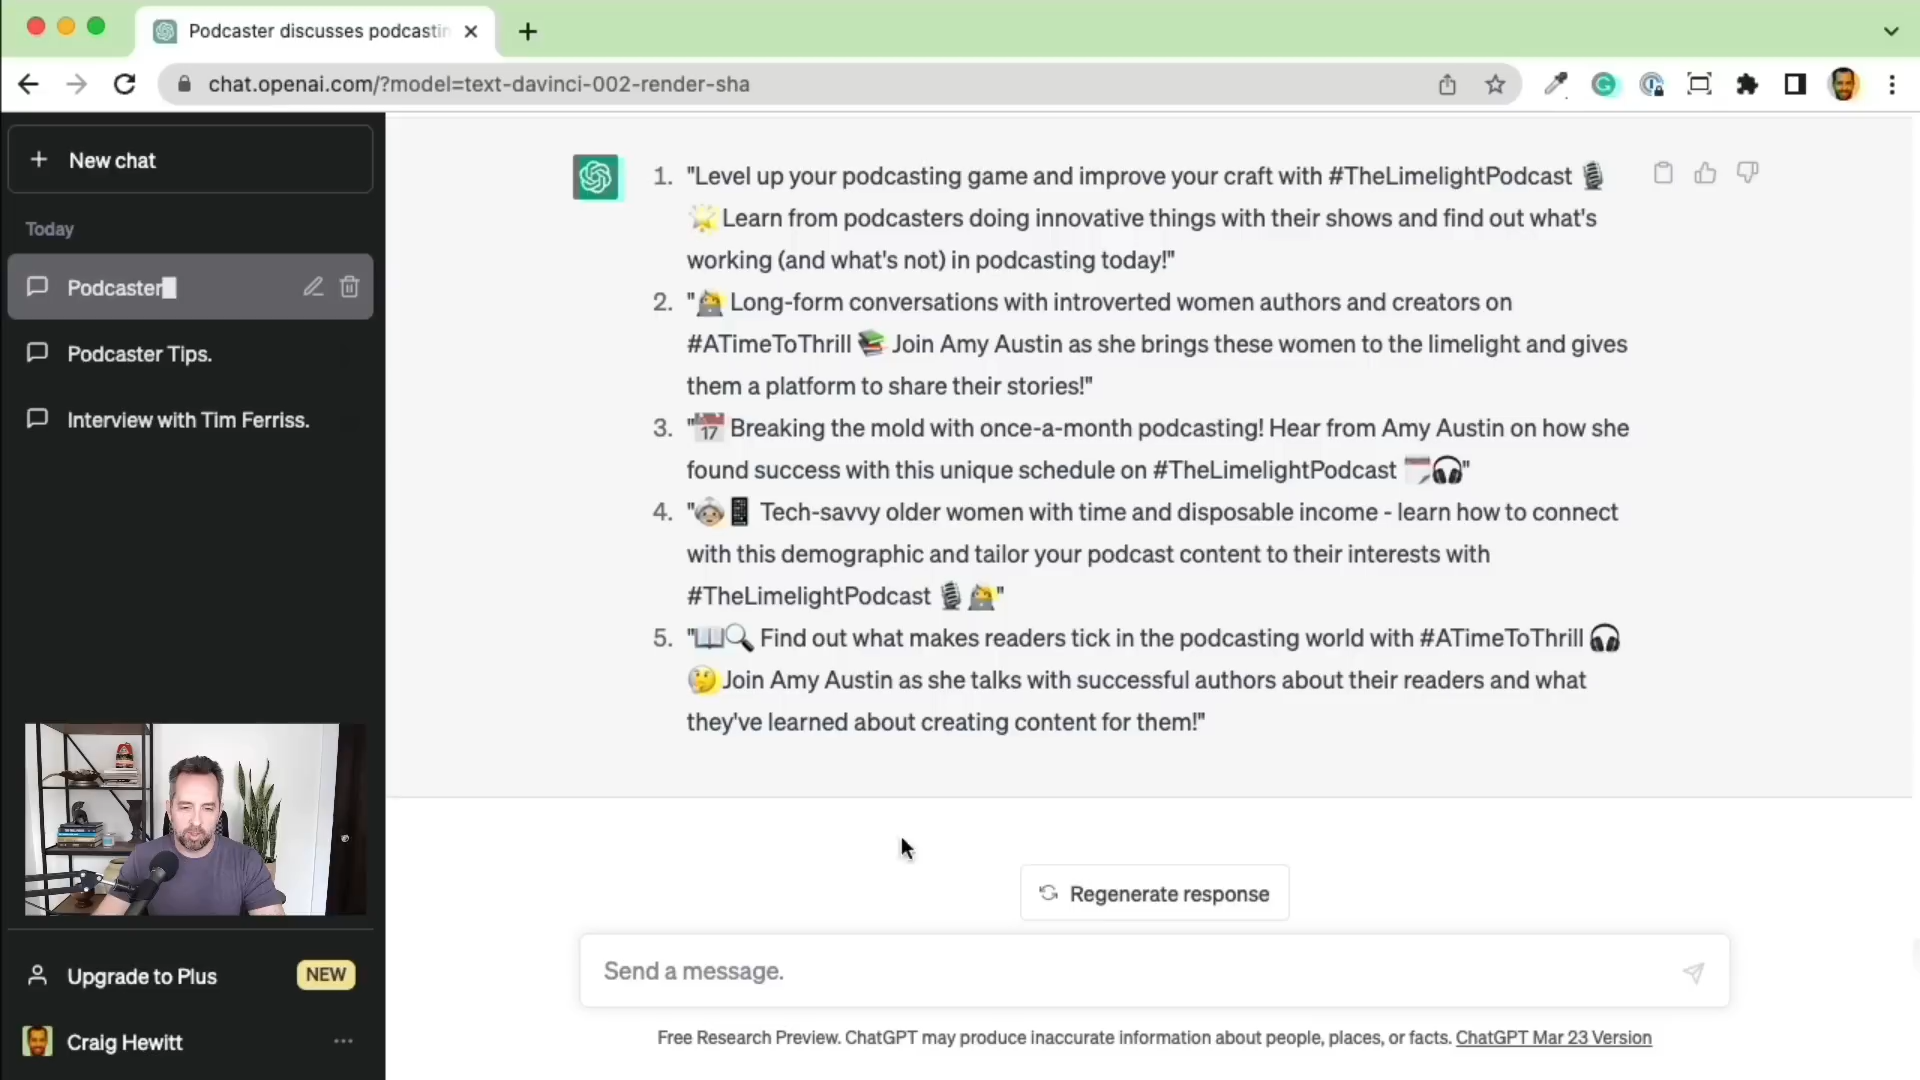 Podcaster discusses podcastin
chat.openai.com/?model=text-davinci-002-render-sha
New chat
Today
Podcaster
Podcaster Tips.
Interview with Tim Ferriss.
Upgrade to Plus NEW
Craig Hewitt
1. "Level up your podcasting game and improve your craft with #TheLimelightPodcast 🎙️
🌟 Learn from podcasters doing innovative things with their shows and find out what's
working (and what's not) in podcasting today!"
2. "👩‍💻 Long-form conversations with introverted women authors and creators on
#ATimeToThrill 📚 Join Amy Austin as she brings these women to the limelight and gives
them a platform to share their stories!"
3. "📅 Breaking the mold with once-a-month podcasting! Hear from Amy Austin on how she
found success with this unique schedule on #TheLimelightPodcast 🗓️🎧"
4. "👵📱 Tech-savvy older women with time and disposable income - learn how to connect
with this demographic and tailor your podcast content to their interests with
#TheLimelightPodcast 🎙️👩‍💻"
5. "📖🔍 Find out what makes readers tick in the podcasting world with #ATimeToThrill 🎧
🤔 Join Amy Austin as she talks with successful authors about their readers and what
they've learned about creating content for them!"
Regenerate response
Send a message.
Free Research Preview. ChatGPT may produce inaccurate information about people, places, or facts. ChatGPT Mar 23 Version